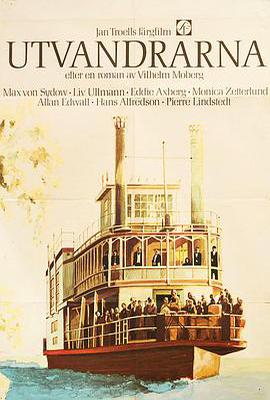 Jan Troells färgfilm
UTVANDRARNA
efter en roman av Vilhelm Moberg
Max von Sydow · Liv Ullmann · Eddie Axberg · Monica Zetterlund
Allan Edwall · Hans Alfredson · Pierre Lindstedt